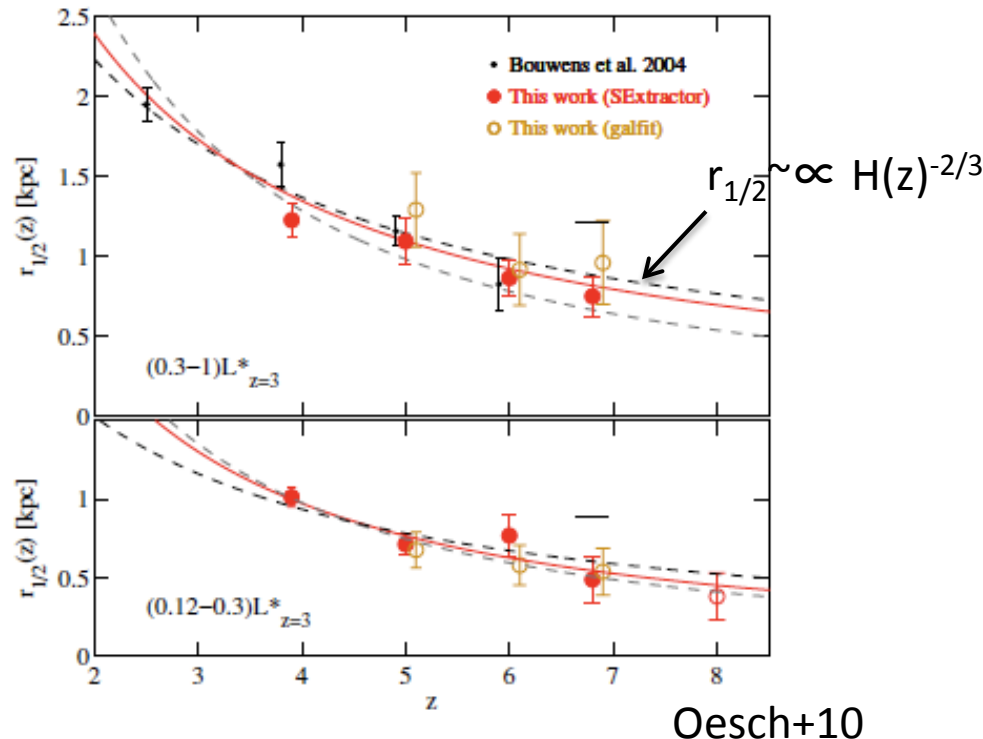 2.5
2
1.5
1
0.5
0
r1/2(z) [kpc]
• Bouwens et al. 2004
This work (SExtractor)
This work (galfit)
r1/2 ~∝ H(z)-2/3
(0.3−1)L*z=3
1
0.5
0
r1/2(z) [kpc]
(0.12−0.3)L*z=3
2 3 4 5 6 7 8
z
Oesch+10